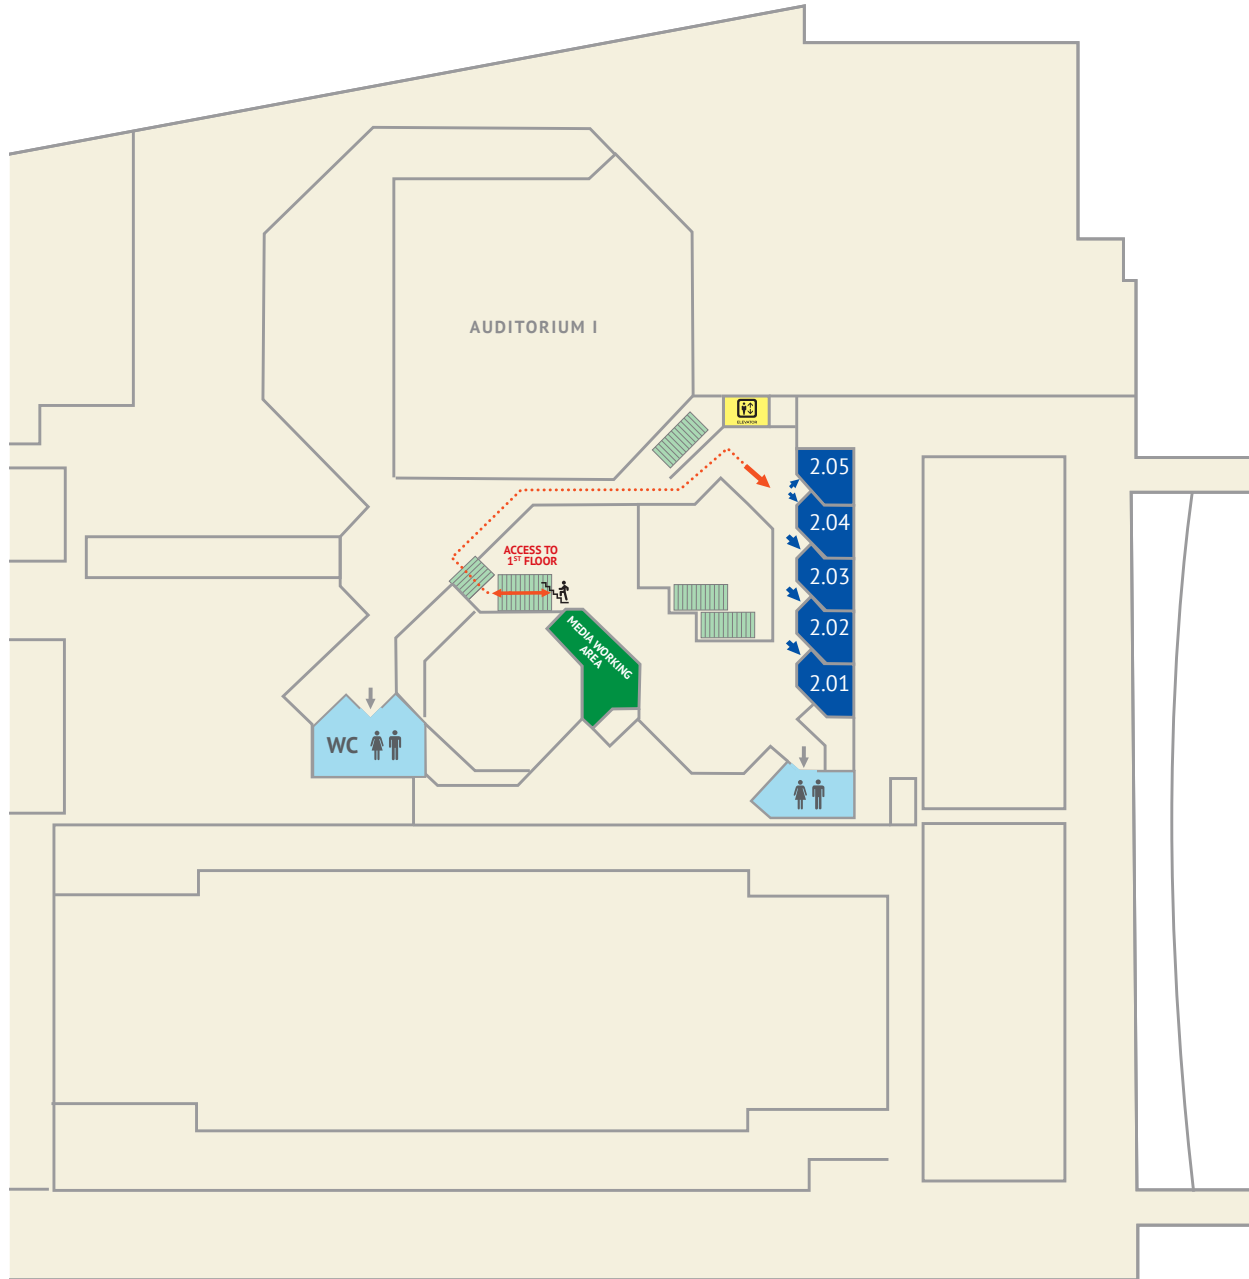 AUDITORIUM I
ELEVATOR
2.05
2.04
2.03
2.02
2.01
ACCESS TO
1ST FLOOR
MEDIA WORKING
AREA
WC